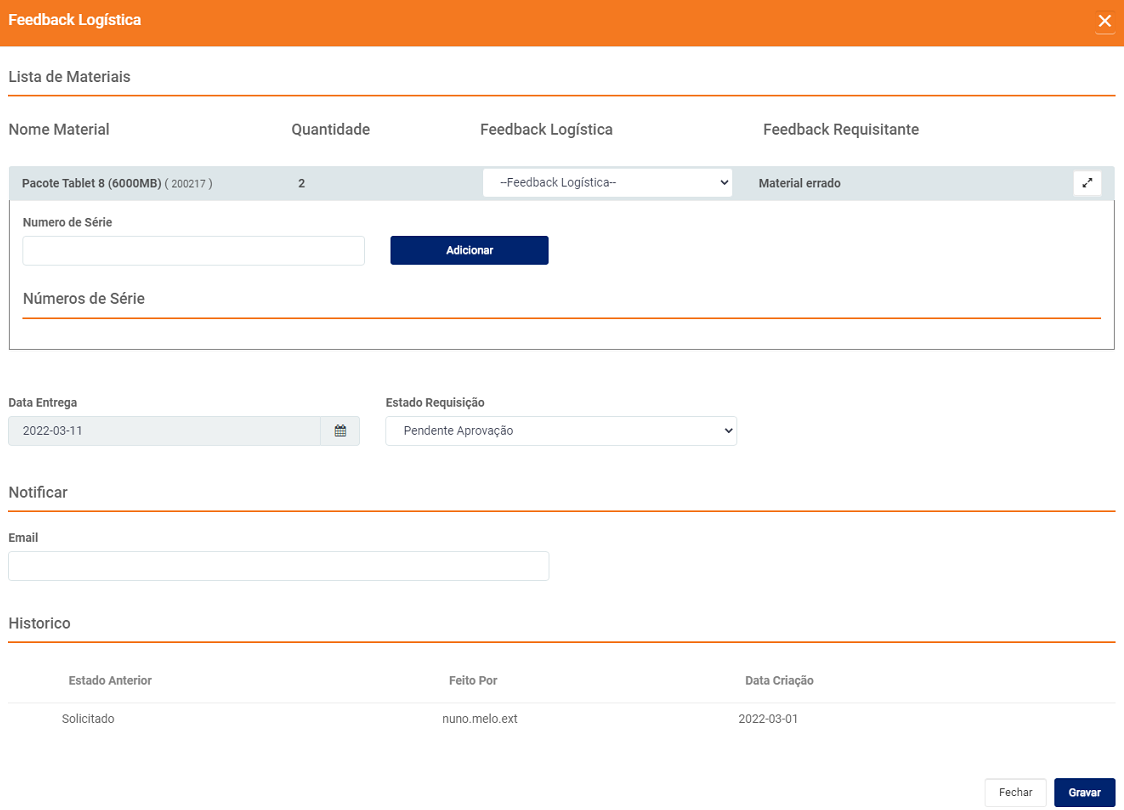 Feedback Logística
Lista de Materiais
Nome Material Quantidade Feedback Logística Feedback Requisitante
Pacote Tablet 8 (6000MB) ( 200217 ) 2 --Feedback Logística-- Material errado
Numero de Série
Adicionar
Números de Série
Data Entrega Estado Requisição
2022-03-11 Pendente Aprovação
Notificar
Email
Historico
Estado Anterior Feito Por Data Criação
Solicitado nuno.melo.ext 2022-03-01
Fechar Gravar